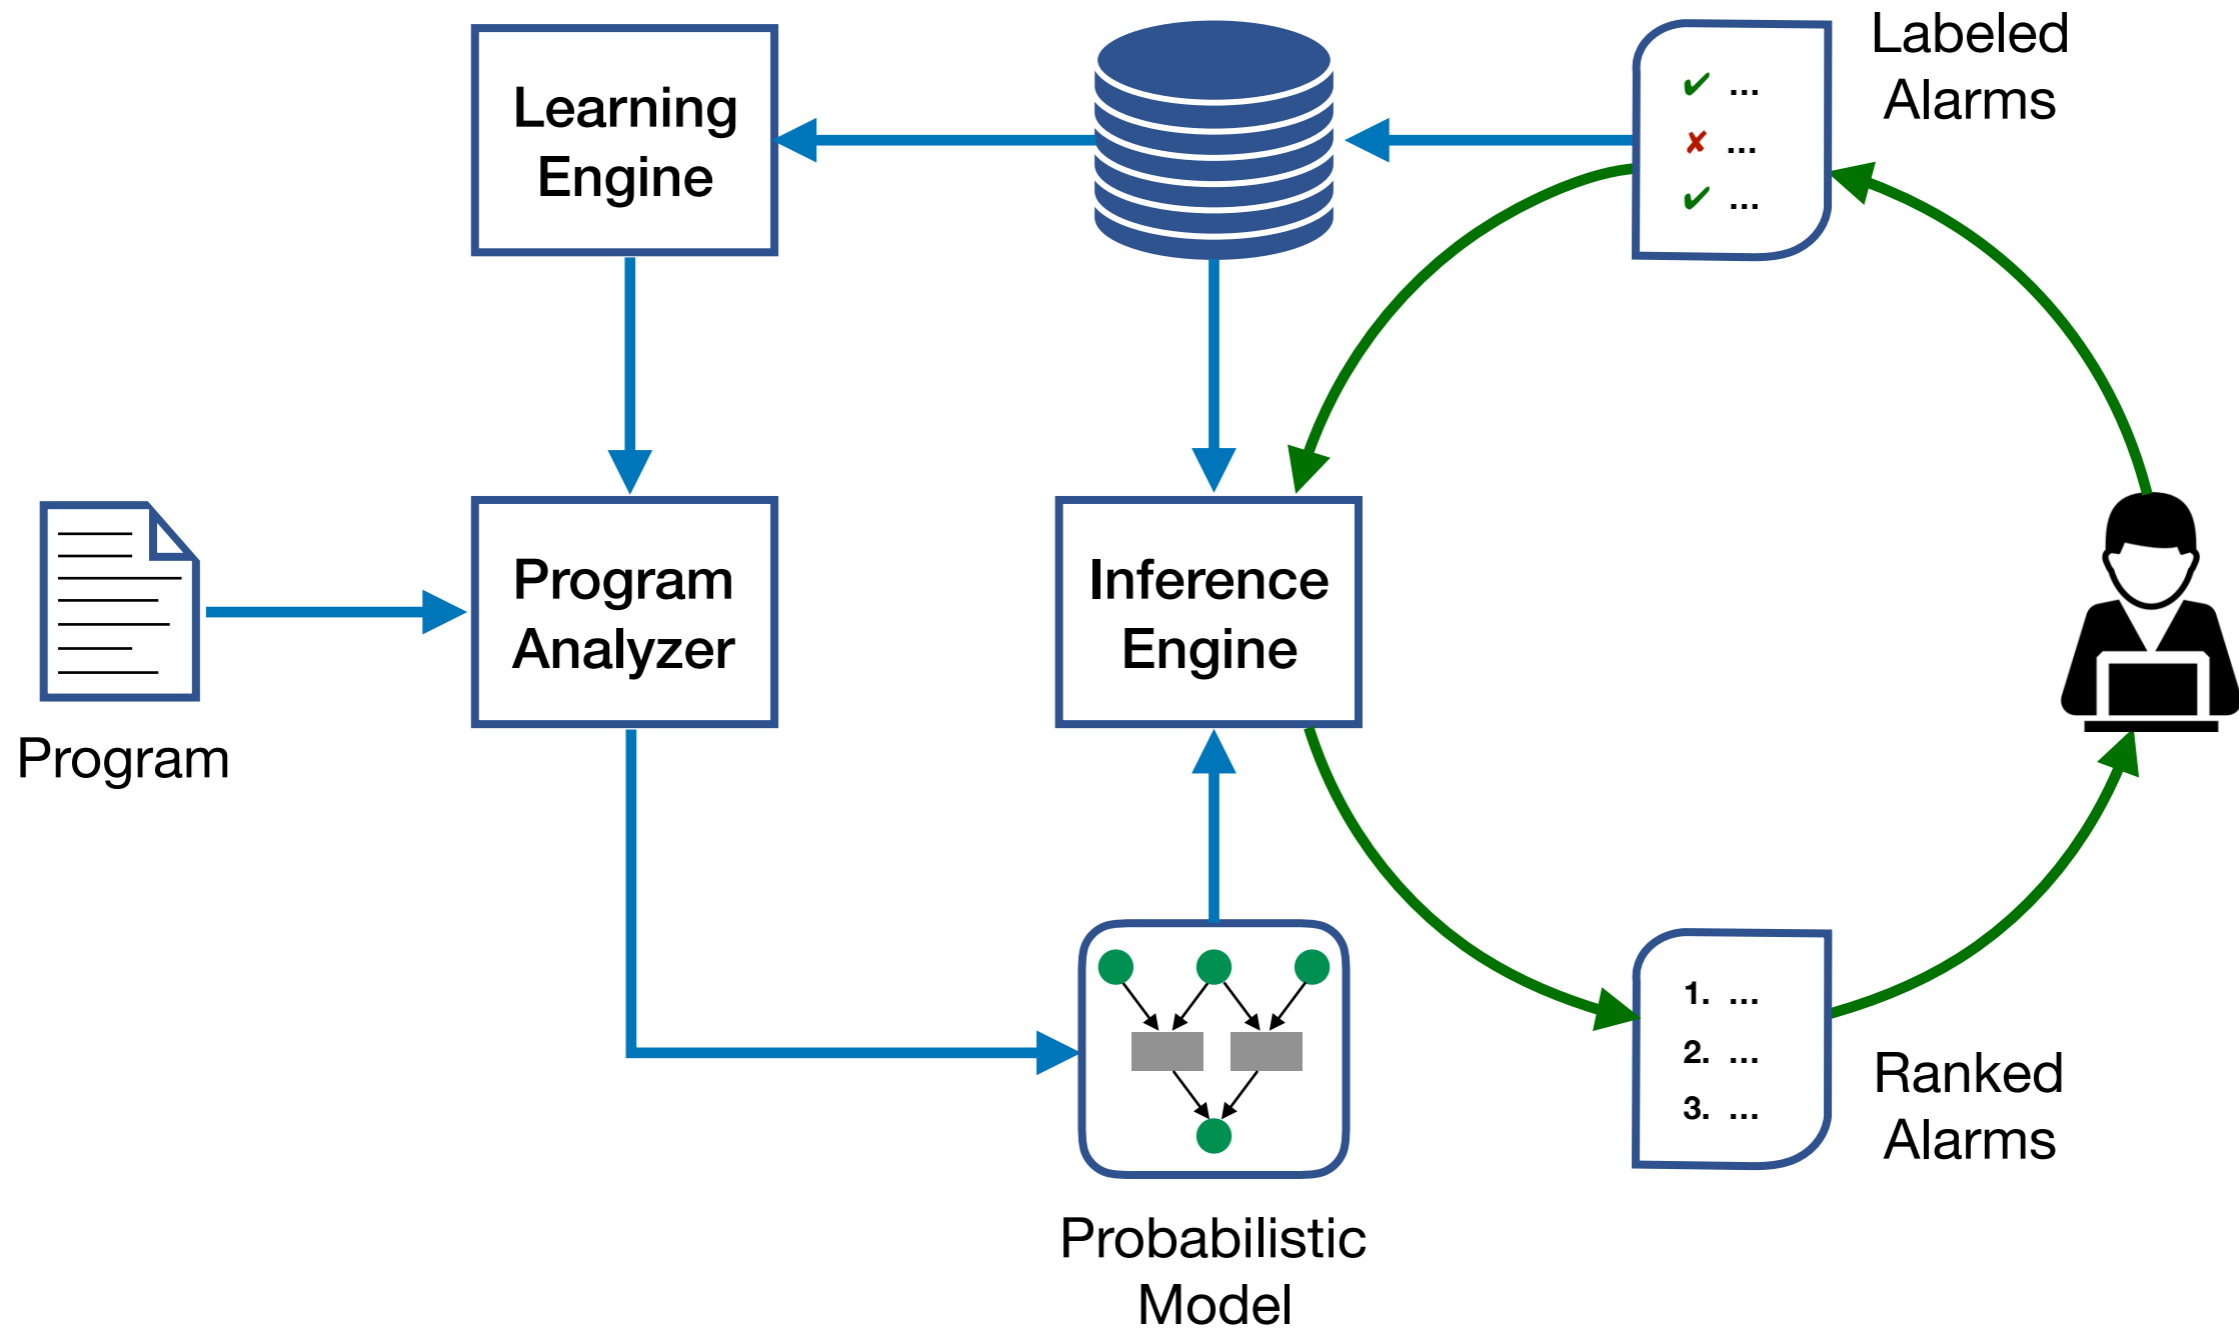 Learning
Engine
✔ ...
✘ ...
✔ ...
Labeled
Alarms
Program
Program
Analyzer
Inference
Engine
1. ...
2. ...
3. ...
Ranked
Alarms
Probabilistic
Model